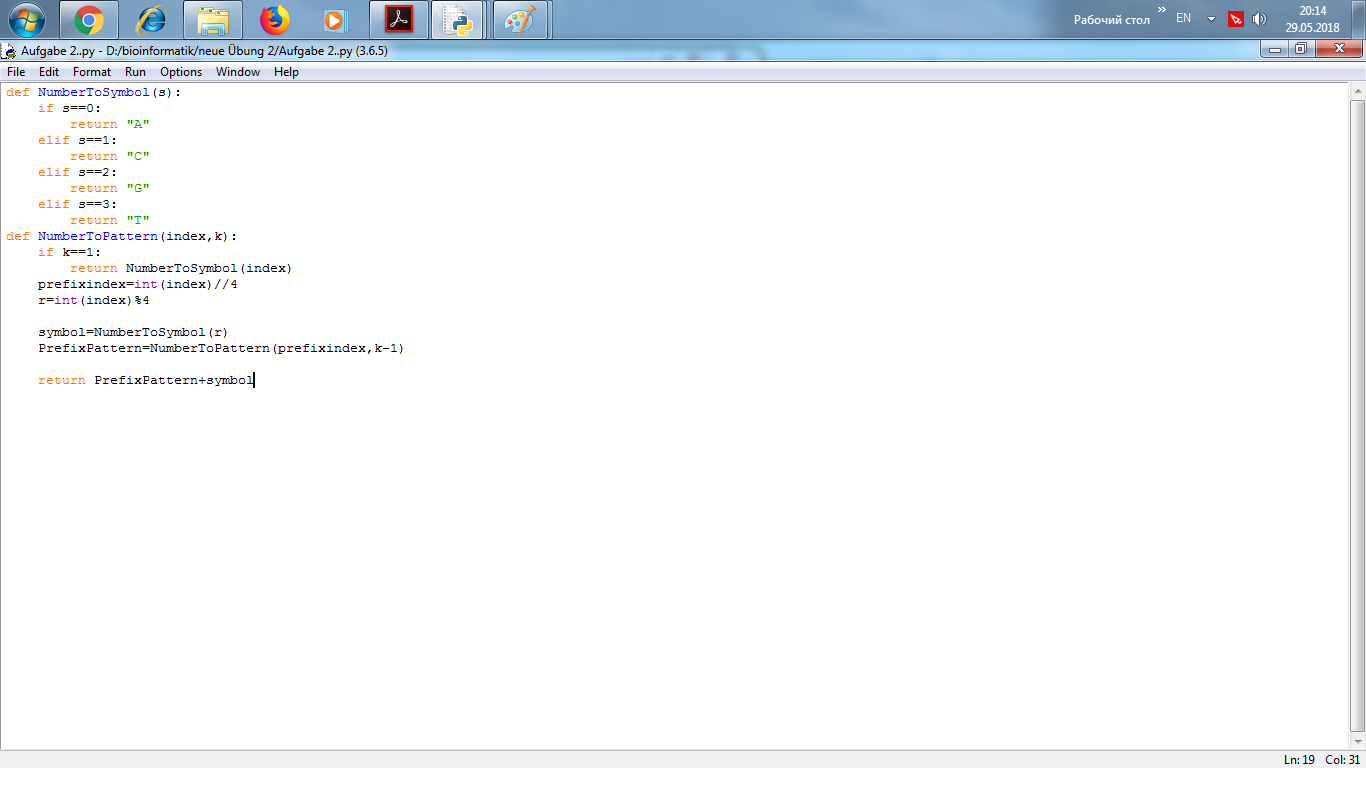 Рабочий стол » EN 20:14
29.05.2018
Aufgabe 2..py - D:/bioinformatik/neue Übung 2/Aufgabe 2..py (3.6.5)
File Edit Format Run Options Window Help
def NumberToSymbol(s):
    if s==0:
        return "A"
    elif s==1:
        return "C"
    elif s==2:
        return "G"
    elif s==3:
        return "T"
def NumberToPattern(index,k):
    if k==1:
        return NumberToSymbol(index)
    prefixindex=int(index)//4
    r=int(index)%4
    symbol=NumberToSymbol(r)
    PrefixPattern=NumberToPattern(prefixindex,k-1)
    return PrefixPattern+symbol
Ln: 19 Col: 31